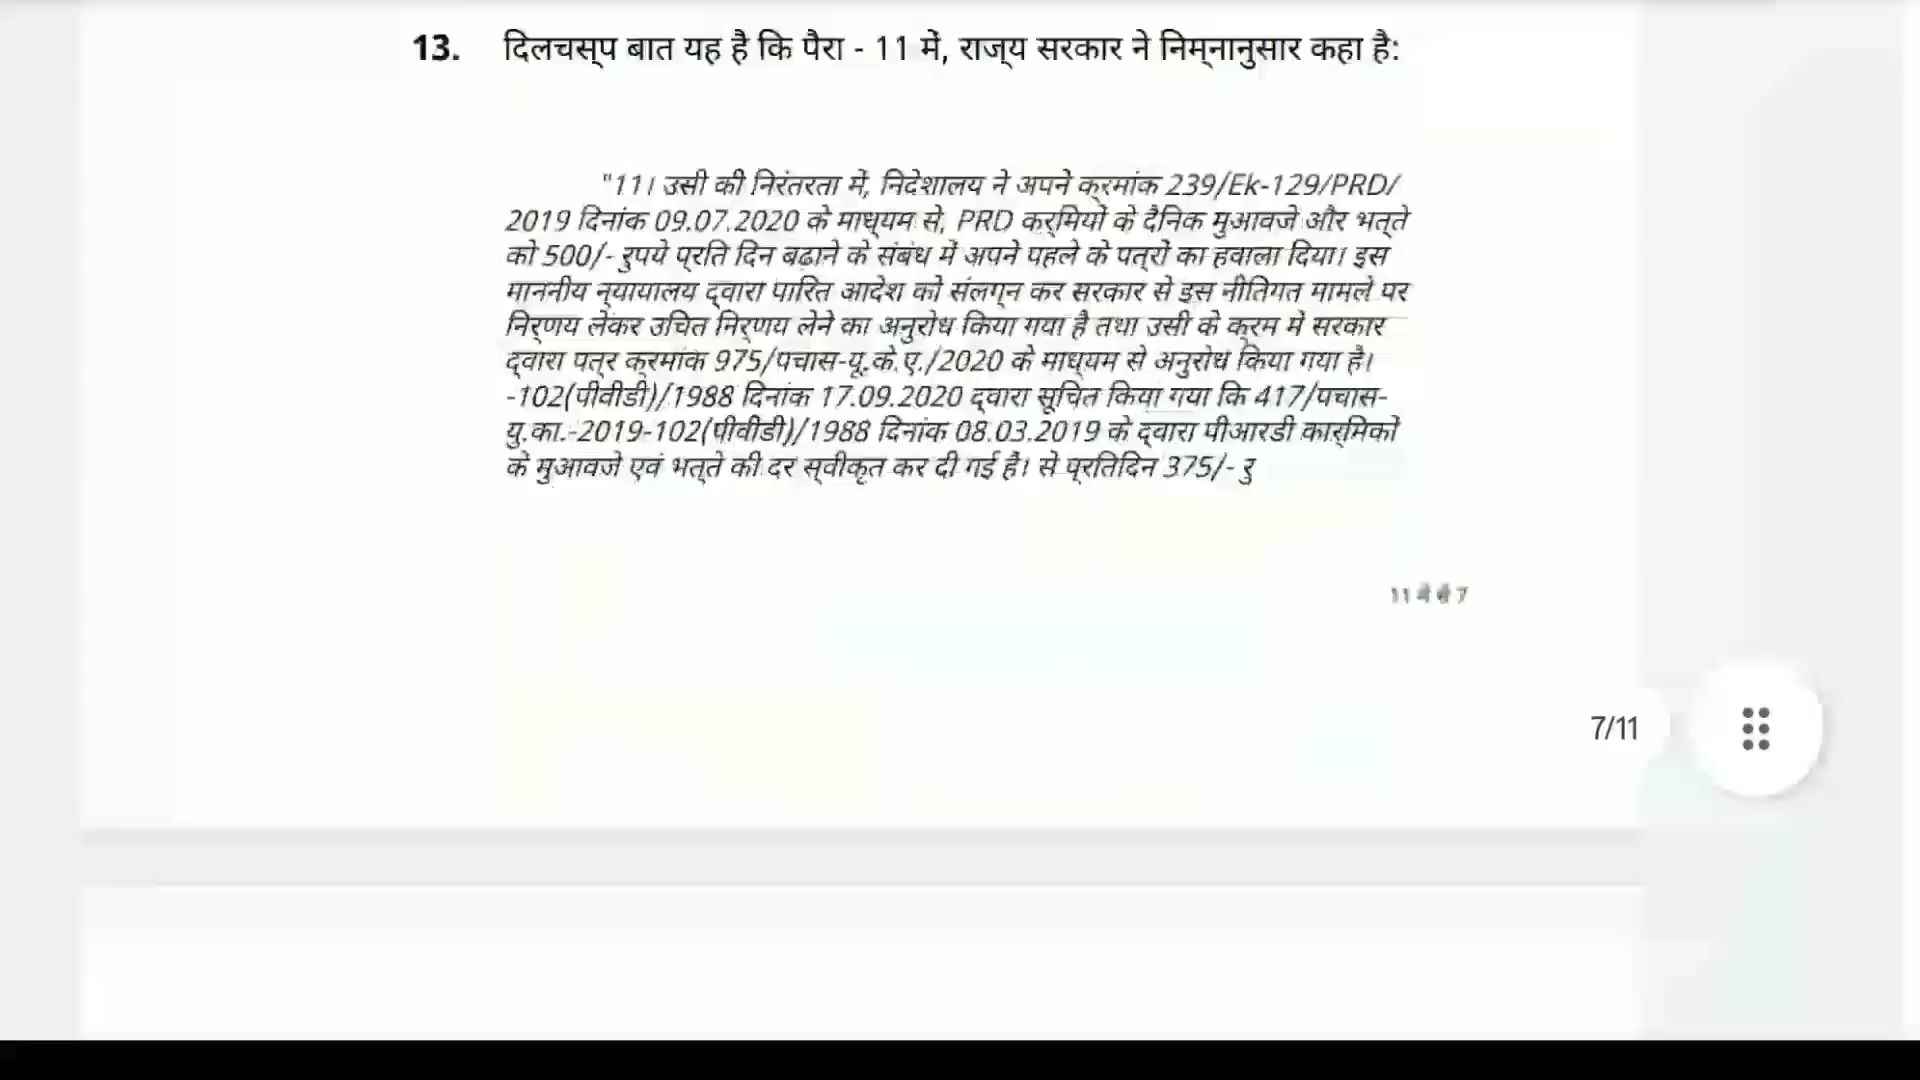 13. दिलचस्प बात यह है कि पैरा - 11 में, राज्य सरकार ने निम्नानुसार कहा है:
"11। उसी की निरंतरता में, निदेशालय ने अपने क्रमांक 239/Ek-129/PRD/
2019 दिनांक 09.07.2020 के माध्यम से, PRD कर्मियों के दैनिक मुआवजे और भत्ते
को 500/- रुपये प्रति दिन बढ़ाने के संबंध में अपने पहले के पत्रों का हवाला दिया। इस
माननीय न्यायालय द्वारा पारित आदेश को संलग्न कर सरकार से इस नीतिगत मामले पर
निर्णय लेकर उचित निर्णय लेने का अनुरोध किया गया है तथा उसी के क्रम में सरकार
द्वारा पत्र क्रमांक 975/पचास-यू.के.ए./2020 के माध्यम से अनुरोध किया गया है।
-102(पीवीडी)/1988 दिनांक 17.09.2020 द्वारा सूचित किया गया कि 417/पचास-
यु.का.-2019-102(पीवीडी)/1988 दिनांक 08.03.2019 के द्वारा पीआरडी कार्मिकों
के मुआवजे एवं भत्ते की दर स्वीकृत कर दी गई है। से प्रतिदिन 375/- रु
11 में से 7
7/11